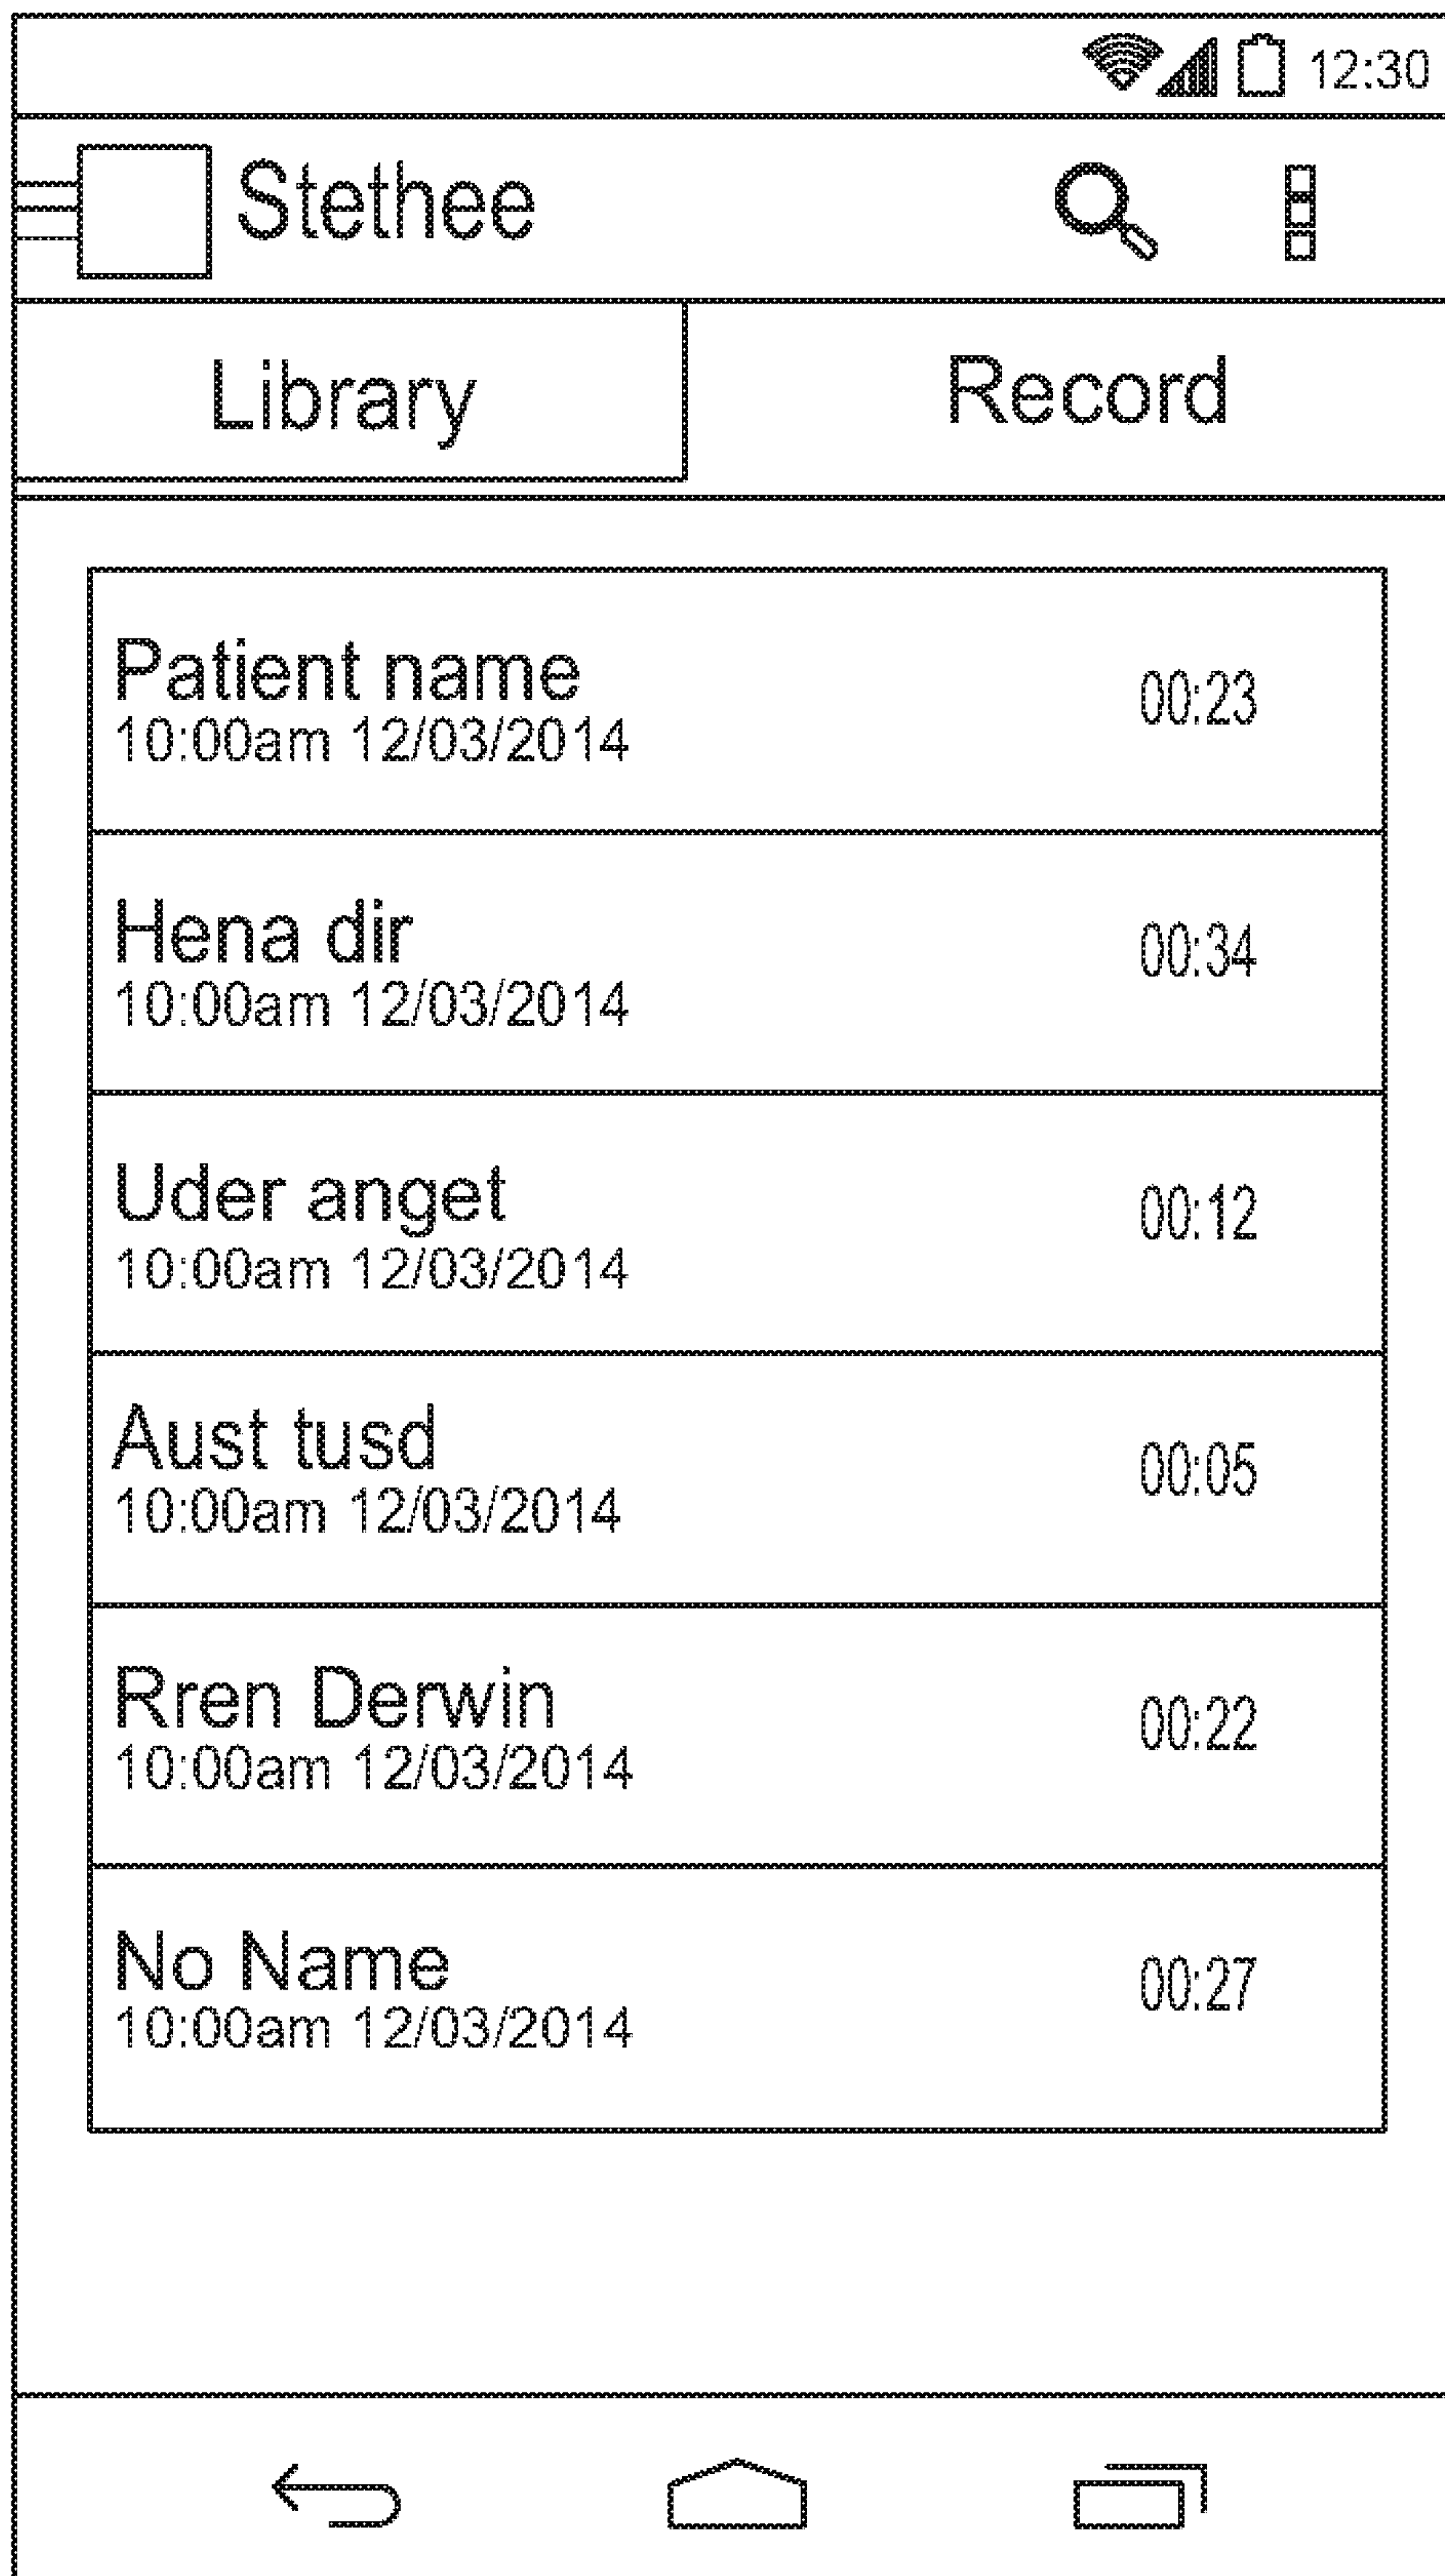 12:30
Stethee
Library
Record
Patient name
10:00am 12/03/2014
00:23
Hena dir
10:00am 12/03/2014
00:34
Uder anget
10:00am 12/03/2014
00:12
Aust tusd
10:00am 12/03/2014
00:05
Rren Derwin
10:00am 12/03/2014
00:22
No Name
10:00am 12/03/2014
00:27